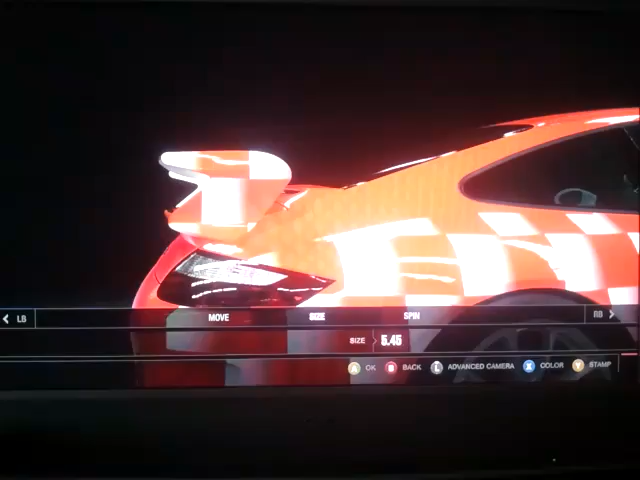 LB MOVE SIZE SPIN RB
SIZE 5.45
A OK B BACK L ADVANCED CAMERA X COLOR Y STAMP